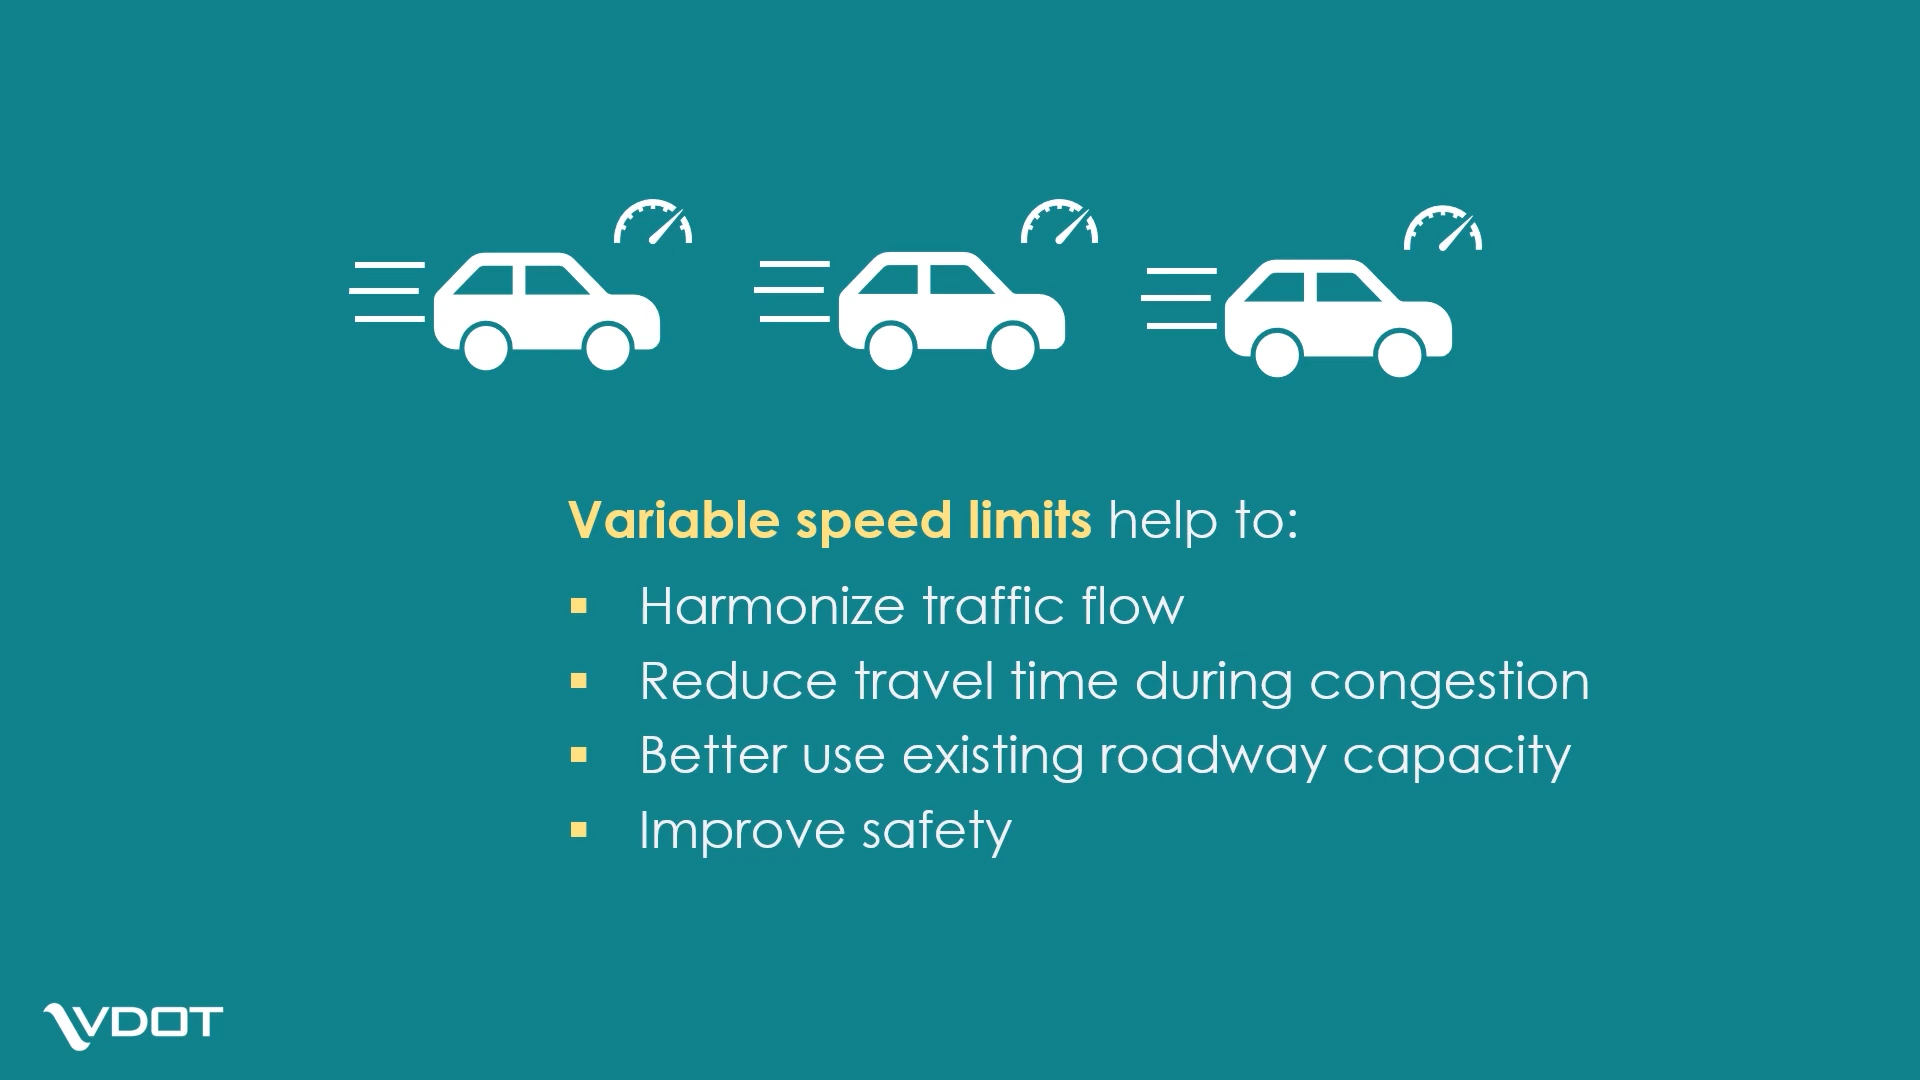 Variable speed limits help to:
▪ Harmonize traffic flow
▪ Reduce travel time during congestion
▪ Better use existing roadway capacity
▪ Improve safety
VDOT